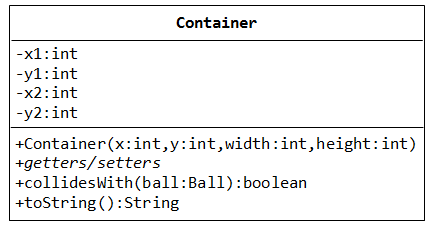 Container
-x1:int
-y1:int
-x2:int
-y2:int
+Container(x:int,y:int,width:int,height:int)
+getters/setters
+collidesWith(ball:Ball):boolean
+toString():String